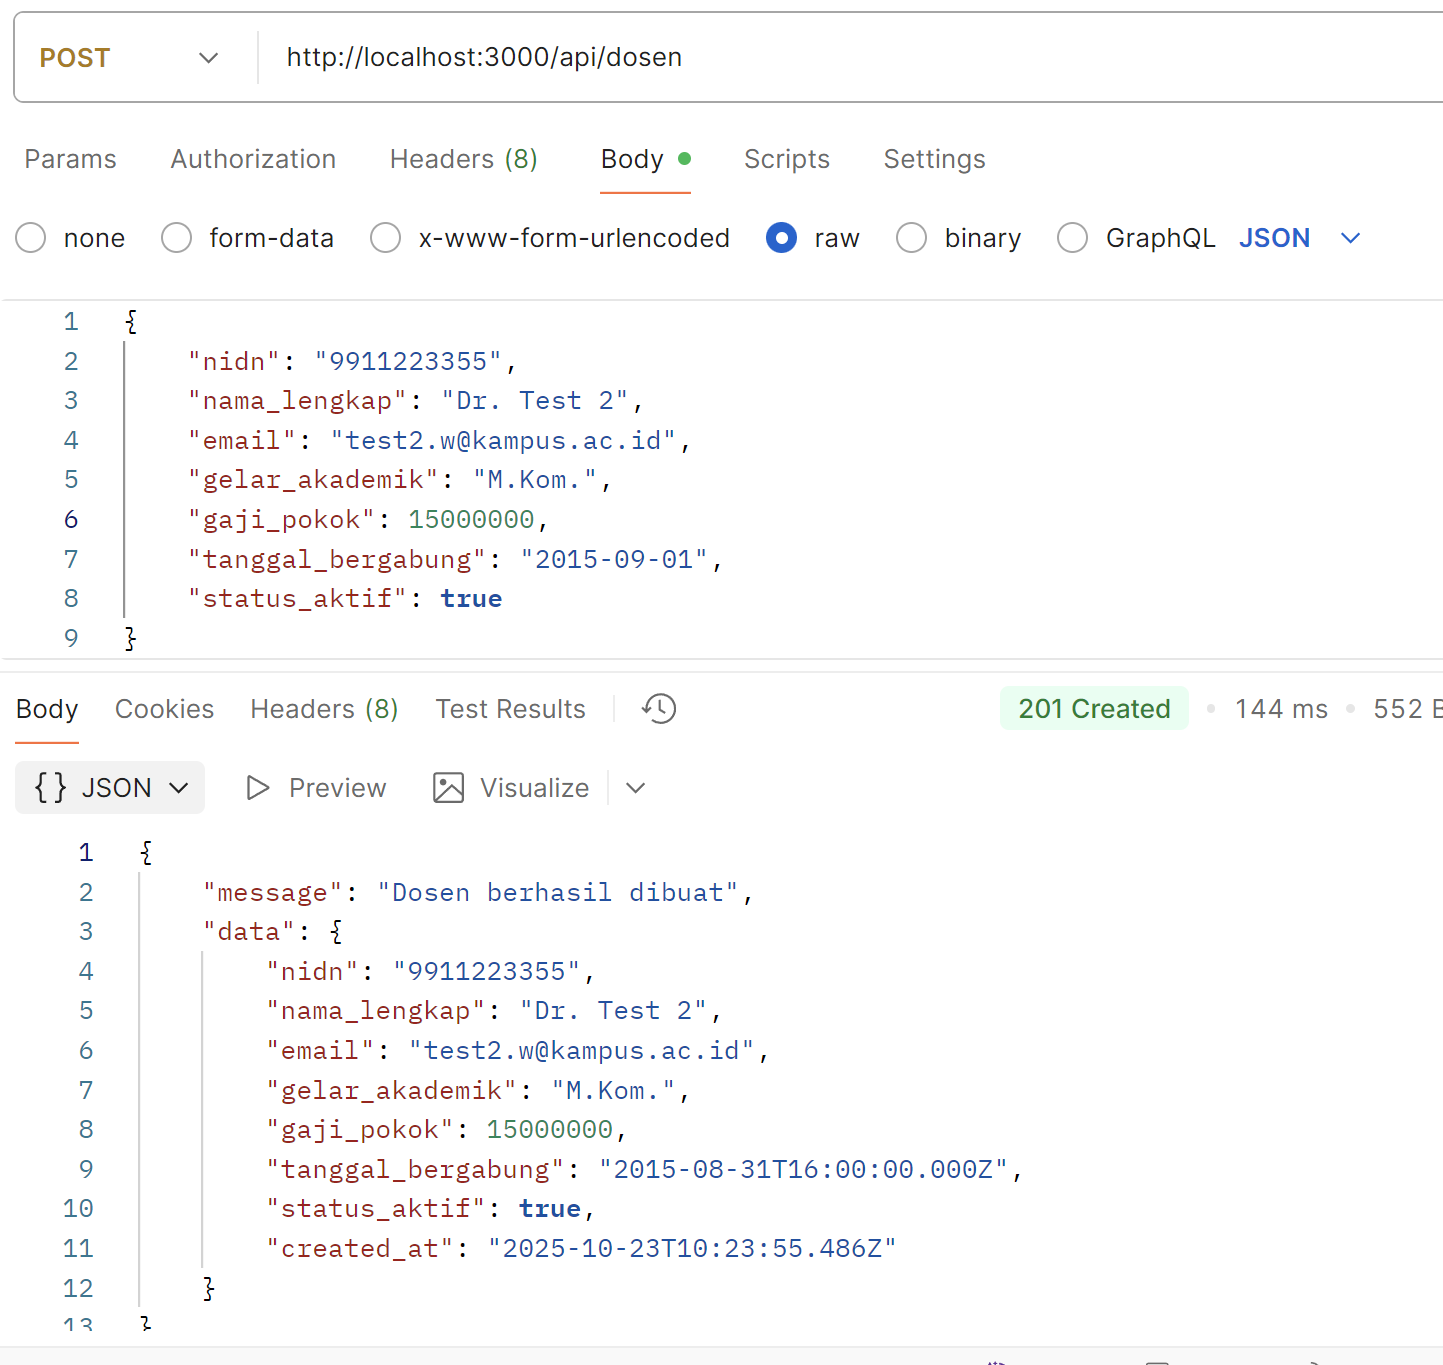 POST http://localhost:3000/api/dosen
Params Authorization Headers (8) Body Scripts Settings
none form-data x-www-form-urlencoded raw binary GraphQL JSON
1 {
2 "nidn": "9911223355",
3 "nama_lengkap": "Dr. Test 2",
4 "email": "test2.w@kampus.ac.id",
5 "gelar_akademik": "M.Kom.",
6 "gaji_pokok": 15000000,
7 "tanggal_bergabung": "2015-09-01",
8 "status_aktif": true
9 }
Body Cookies Headers (8) Test Results 201 Created • 144 ms • 552 B
{} JSON Preview Visualize
1 {
2 "message": "Dosen berhasil dibuat",
3 "data": {
4 "nidn": "9911223355",
5 "nama_lengkap": "Dr. Test 2",
6 "email": "test2.w@kampus.ac.id",
7 "gelar_akademik": "M.Kom.",
8 "gaji_pokok": 15000000,
9 "tanggal_bergabung": "2015-08-31T16:00:00.000Z",
10 "status_aktif": true,
11 "created_at": "2025-10-23T10:23:55.486Z"
12 }
13 }